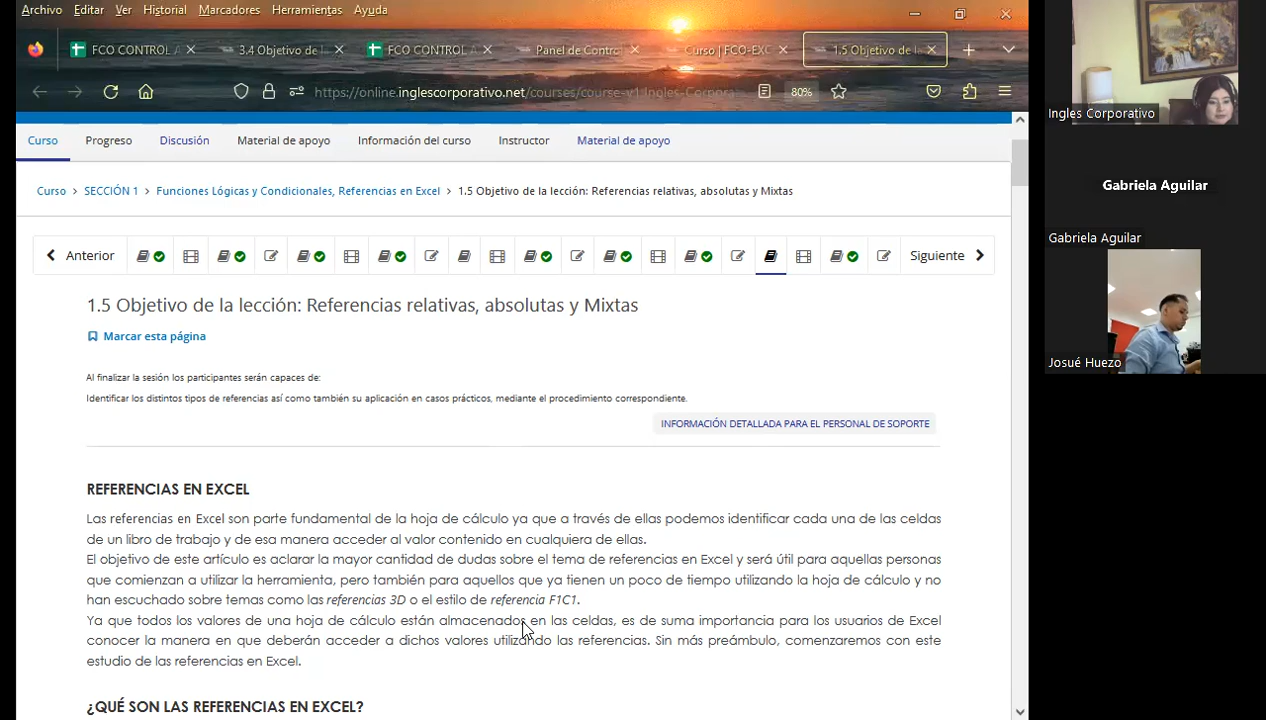 Archivo Editar Ver Historial Marcadores Herramientas Ayuda
FCO CONTROL A 3.4 Objetivo de l FCO CONTROL A Panel de Contro Curso | FCO-EXC 1.5 Objetivo de la
https://online.inglescorporativo.net/courses/course-v1:Ingles-Corpora 80%
Curso Progreso Discusión Material de apoyo Información del curso Instructor Material de apoyo
Curso > SECCIÓN 1 > Funciones Lógicas y Condicionales, Referencias en Excel > 1.5 Objetivo de la lección: Referencias relativas, absolutas y Mixtas
Anterior Siguiente
1.5 Objetivo de la lección: Referencias relativas, absolutas y Mixtas
Marcar esta página
Al finalizar la sesión los participantes serán capaces de:
Identificar los distintos tipos de referencias así como también su aplicación en casos prácticos, mediante el procedimiento correspondiente.
INFORMACIÓN DETALLADA PARA EL PERSONAL DE SOPORTE
REFERENCIAS EN EXCEL
Las referencias en Excel son parte fundamental de la hoja de cálculo ya que a través de ellas podemos identificar cada una de las celdas
de un libro de trabajo y de esa manera acceder al valor contenido en cualquiera de ellas.
El objetivo de este artículo es aclarar la mayor cantidad de dudas sobre el tema de referencias en Excel y será útil para aquellas personas
que comienzan a utilizar la herramienta, pero también para aquellos que ya tienen un poco de tiempo utilizando la hoja de cálculo y no
han escuchado sobre temas como las referencias 3D o el estilo de referencia F1C1.
Ya que todos los valores de una hoja de cálculo están almacenados en las celdas, es de suma importancia para los usuarios de Excel
conocer la manera en que deberán acceder a dichos valores utilizando las referencias. Sin más preámbulo, comenzaremos con este
estudio de las referencias en Excel.
¿QUÉ SON LAS REFERENCIAS EN EXCEL?
Ingles Corporativo
Gabriela Aguilar
Gabriela Aguilar
Josué Huezo